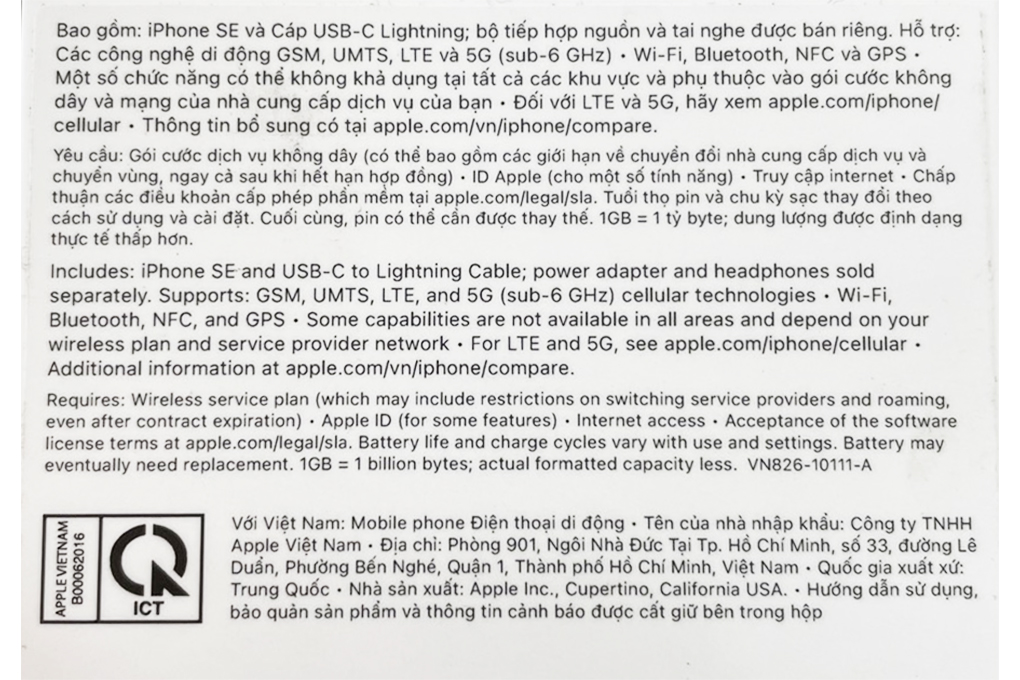 Bao gồm: iPhone SE và Cáp USB-C Lightning; bộ tiếp hợp nguồn và tai nghe được bán riêng. Hỗ trợ:
Các công nghệ di động GSM, UMTS, LTE và 5G (sub-6 GHz) • Wi-Fi, Bluetooth, NFC và GPS •
Một số chức năng có thể không khả dụng tại tất cả các khu vực và phụ thuộc vào gói cước không
dây và mạng của nhà cung cấp dịch vụ của bạn • Đối với LTE và 5G, hãy xem apple.com/iphone/
cellular • Thông tin bổ sung có tại apple.com/vn/iphone/compare.
Yêu cầu: Gói cước dịch vụ không dây (có thể bao gồm các giới hạn về chuyển đổi nhà cung cấp dịch vụ và
chuyển vùng, ngay cả sau khi hết hạn hợp đồng) • ID Apple (cho một số tính năng) • Truy cập internet • Chấp
thuận các điều khoản cấp phép phần mềm tại apple.com/legal/sla. Tuổi thọ pin và chu kỳ sạc thay đổi theo
cách sử dụng và cài đặt. Cuối cùng, pin có thể cần được thay thế. 1GB = 1 tỷ byte; dung lượng được định dạng
thực tế thấp hơn.
Includes: iPhone SE and USB-C to Lightning Cable; power adapter and headphones sold
separately. Supports: GSM, UMTS, LTE, and 5G (sub-6 GHz) cellular technologies • Wi-Fi,
Bluetooth, NFC, and GPS • Some capabilities are not available in all areas and depend on your
wireless plan and service provider network • For LTE and 5G, see apple.com/iphone/cellular •
Additional information at apple.com/vn/iphone/compare.
Requires: Wireless service plan (which may include restrictions on switching service providers and roaming,
even after contract expiration) • Apple ID (for some features) • Internet access • Acceptance of the software
license terms at apple.com/legal/sla. Battery life and charge cycles vary with use and settings. Battery may
eventually need replacement. 1GB = 1 billion bytes; actual formatted capacity less. VN826-10111-A
APPLE VIETNAM
B00062016
ICT
Với Việt Nam: Mobile phone Điện thoại di động • Tên của nhà nhập khẩu: Công ty TNHH
Apple Việt Nam • Địa chỉ: Phòng 901, Ngôi Nhà Đức Tại Tp. Hồ Chí Minh, số 33, đường Lê
Duẩn, Phường Bến Nghé, Quận 1, Thành phố Hồ Chí Minh, Việt Nam • Quốc gia xuất xứ:
Trung Quốc • Nhà sản xuất: Apple Inc., Cupertino, California USA. • Hướng dẫn sử dụng,
bảo quản sản phẩm và thông tin cảnh báo được cất giữ bên trong hộp